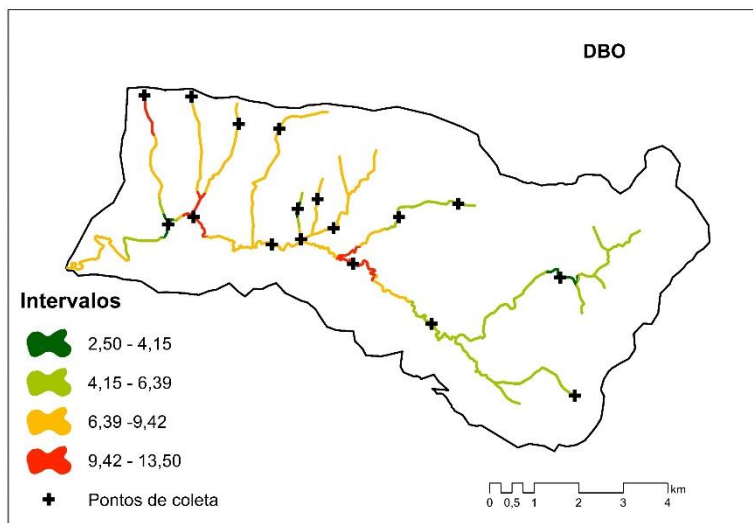 DBO
Intervalos
2,50 - 4,15
4,15 - 6,39
6,39 -9,42
9,42 - 13,50
Pontos de coleta
km
0 0,5 1 2 3 4